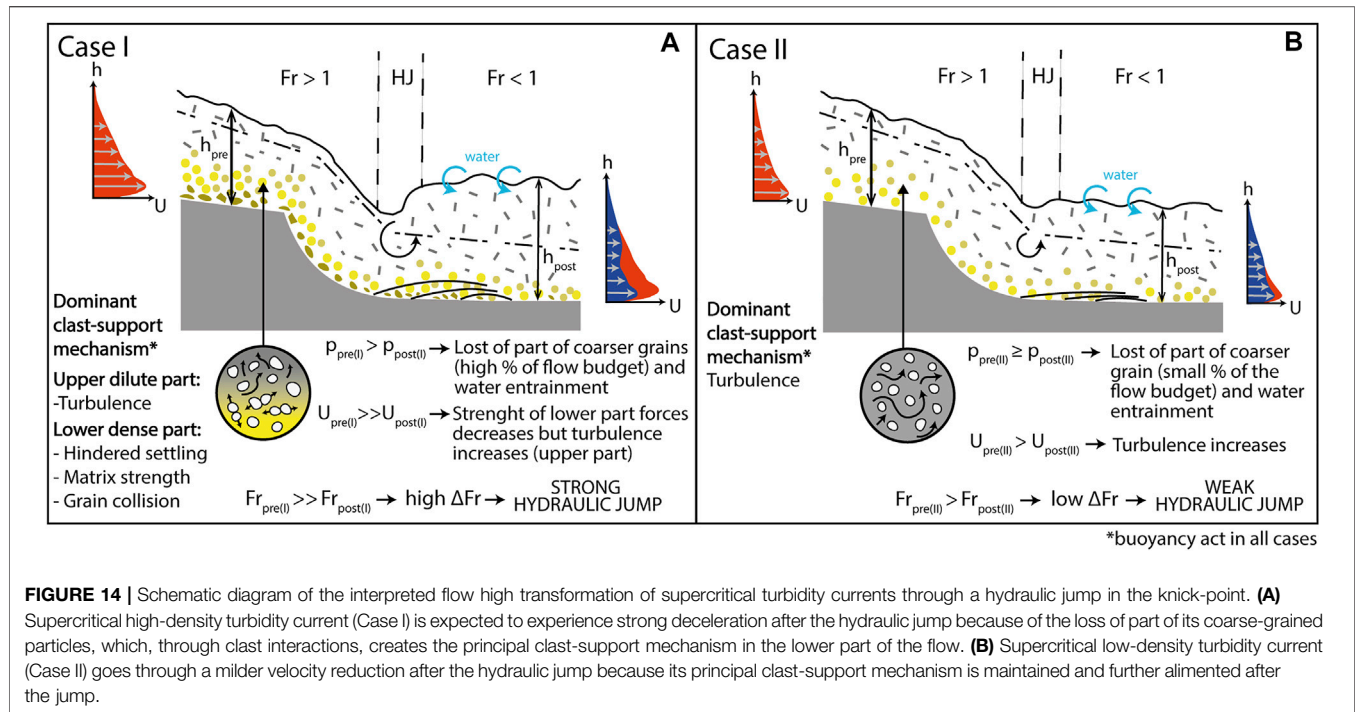 Case I
A
h
Fr > 1
HJ
Fr < 1
h pre
water
h
U
h post
U
Dominant
clast-support
mechanism*
Upper dilute part:
-Turbulence
Lower dense part:
- Hindered settling
- Matrix strength
- Grain collision
p pre(I) > p post(I) → Lost of part of coarser grains
(high % of flow budget) and
water entrainment
U pre(I) >> U post(I) → Strenght of lower part forces
decreases but turbulence
increases (upper part)
Fr pre(I) >> Fr post(I) → high ΔFr → STRONG
HYDRAULIC JUMP
Case II
B
h
Fr > 1
HJ
Fr < 1
h pre
water
h
U
h post
U
Dominant
clast-support
mechanism*
Turbulence
p pre(II) ≥ p post(II) → Lost of part of coarser
grain (small % of the
flow budget) and water
entrainment
U pre(II) > U post(II) → Turbulence increases
Fr pre(II) > Fr post(II) → low ΔFr → WEAK
HYDRAULIC JUMP
*buoyancy act in all cases
FIGURE 14 | Schematic diagram of the interpreted flow high transformation of supercritical turbidity currents through a hydraulic jump in the knick-point. (A)
Supercritical high-density turbidity current (Case I) is expected to experience strong deceleration after the hydraulic jump because of the loss of part of its coarse-grained
particles, which, through clast interactions, creates the principal clast-support mechanism in the lower part of the flow. (B) Supercritical low-density turbidity current
(Case II) goes through a milder velocity reduction after the hydraulic jump because its principal clast-support mechanism is maintained and further alimented after
the jump.